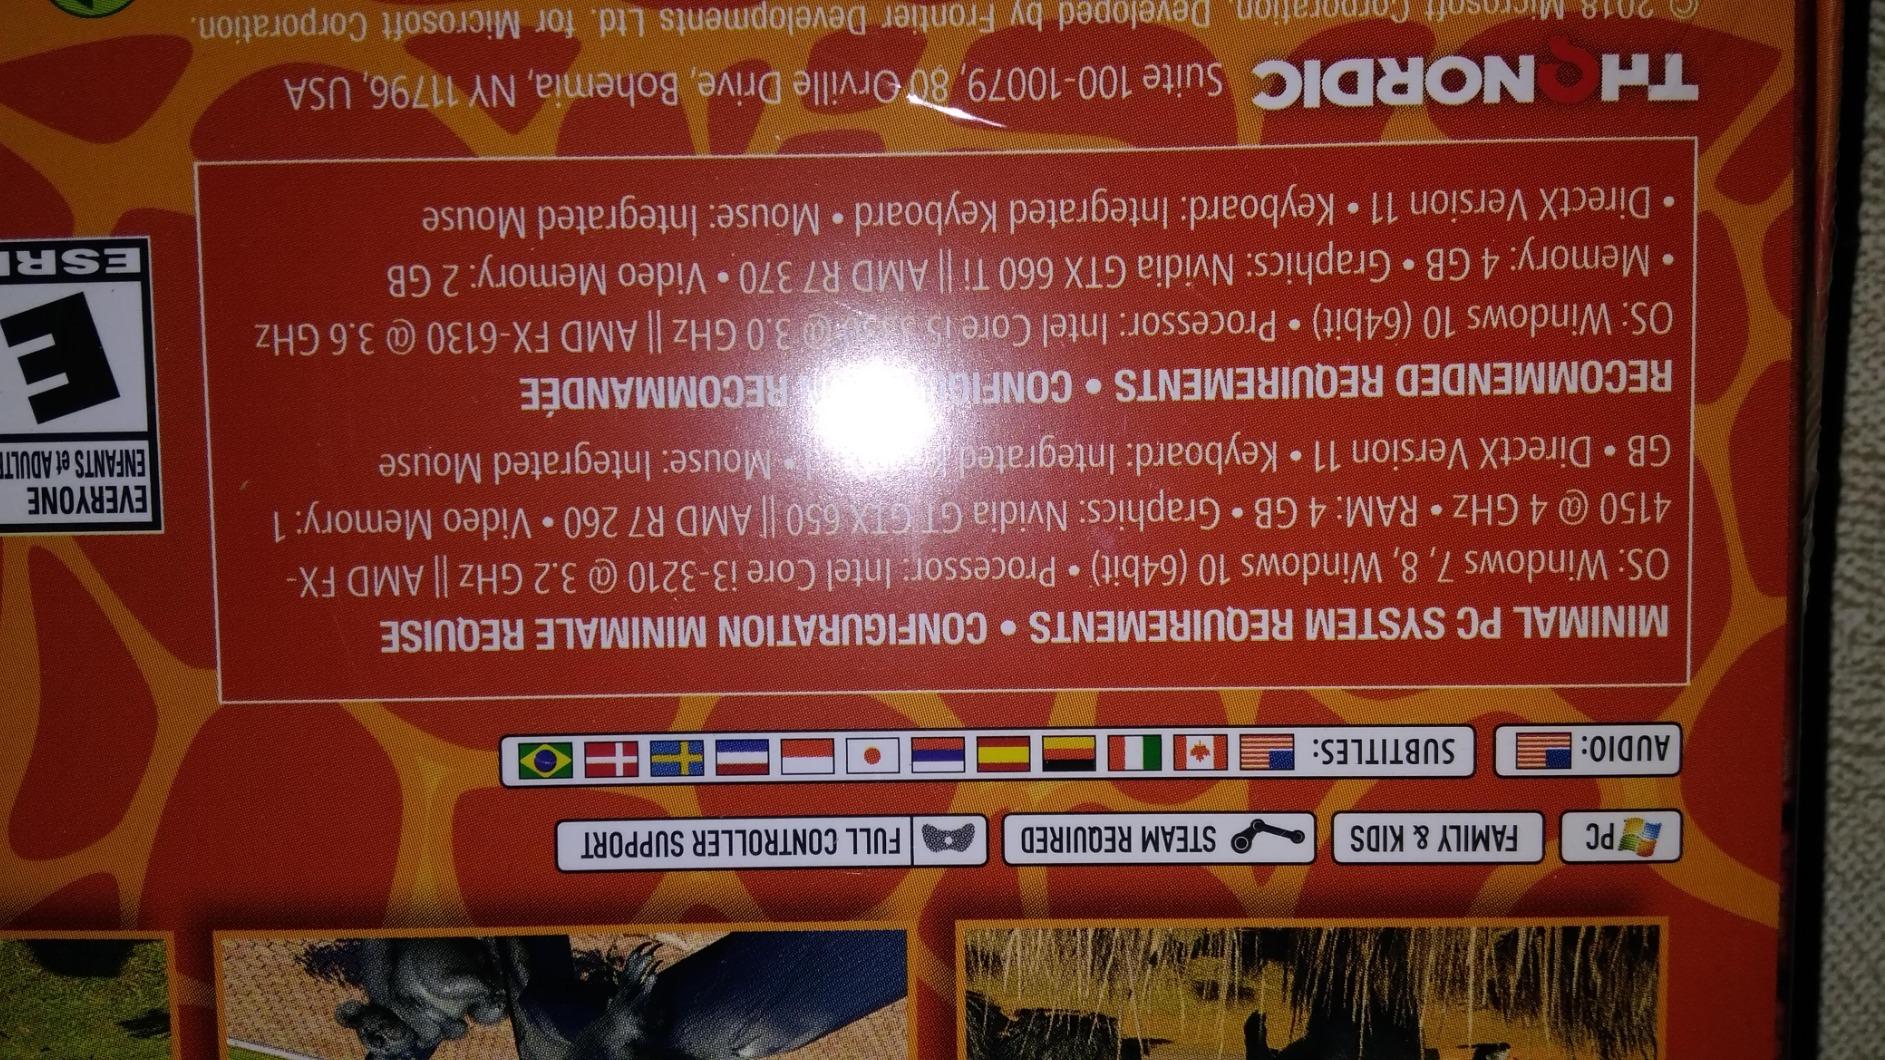 PC
FAMILY & KIDS
STEAM REQUIRED
FULL CONTROLLER SUPPORT
AUDIO:
SUBTITLES:
MINIMAL PC SYSTEM REQUIREMENTS • CONFIGURATION MINIMALE REQUISE
OS: Windows 7, 8, Windows 10 (64bit) • Processor: Intel Core i3-3210 @ 3.2 GHz || AMD FX-
4150 @ 4 GHz • RAM: 4 GB • Graphics: Nvidia GT GTX 650 || AMD R7 260 • Video Memory: 1
GB • DirectX Version 11 • Keyboard: Integrated • Mouse: Integrated Mouse
RECOMMENDED REQUIREMENTS • RECOMMANDÉE
OS: Windows 10 (64bit) • Processor: Intel Core i5 @ 3.0 GHz || AMD FX-6130 @ 3.6 GHz
• Memory: 4 GB • Graphics: Nvidia GTX 660 Ti || AMD R7 370 • Video Memory: 2 GB
• DirectX Version 11 • Keyboard: Integrated Keyboard • Mouse: Integrated Mouse
EVERYONE
ENFANTS et ADULTE
E
ESR
THQ NORDIC
Suite 100-10079, 80 Orville Drive, Bohemia, NY 11796, USA
© 2018 Microsoft Corporation. Developed by Frontier Developments Ltd. for Microsoft Corporation.